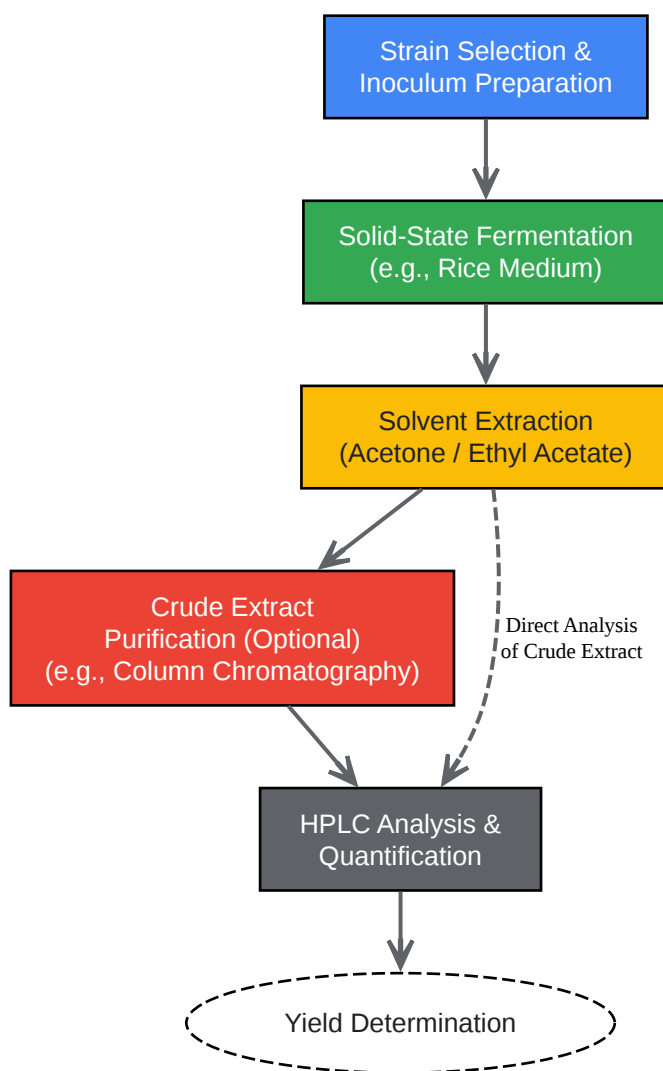 Strain Selection &
Inoculum Preparation
Solid-State Fermentation
(e.g., Rice Medium)
Solvent Extraction
(Acetone / Ethyl Acetate)
Crude Extract
Purification (Optional)
(e.g., Column Chromatography)
Direct Analysis
of Crude Extract
HPLC Analysis &
Quantification
Yield Determination